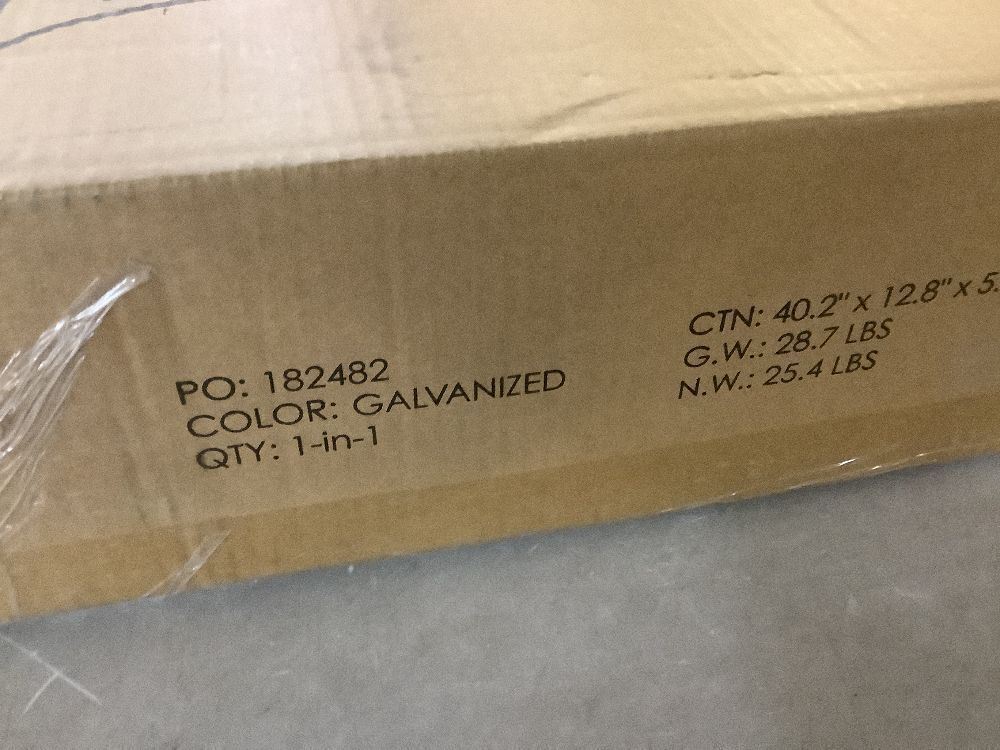 PO: 182482
COLOR: GALVANIZED
QTY: 1-in-1
CTN: 40.2" x 12.8" x 5.
G.W.: 28.7 LBS
N.W.: 25.4 LBS